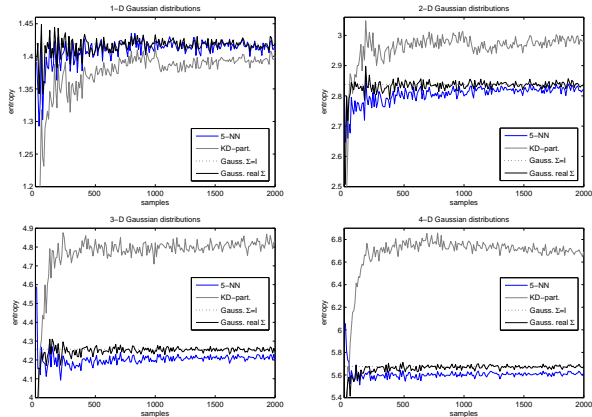 1−D Gaussian distributions
1.45
1.4
1.35
1.3
1.25
1.2
entropy
0
500
1000
1500
2000
samples
5−NN
KD−part.
Gauss. Σ=I
Gauss. real Σ
2−D Gaussian distributions
3
2.9
2.8
2.7
2.6
2.5
entropy
0
500
1000
1500
2000
samples
5−NN
KD−part.
Gauss. Σ=I
Gauss. real Σ
3−D Gaussian distributions
4.9
4.8
4.7
4.6
4.5
4.4
4.3
4.2
4.1
4
entropy
0
500
1000
1500
2000
samples
5−NN
KD−part.
Gauss. Σ=I
Gauss. real Σ
4−D Gaussian distributions
6.8
6.6
6.4
6.2
6
5.8
5.6
5.4
entropy
0
500
1000
1500
2000
samples
5−NN
KD−part.
Gauss. Σ=I
Gauss. real Σ